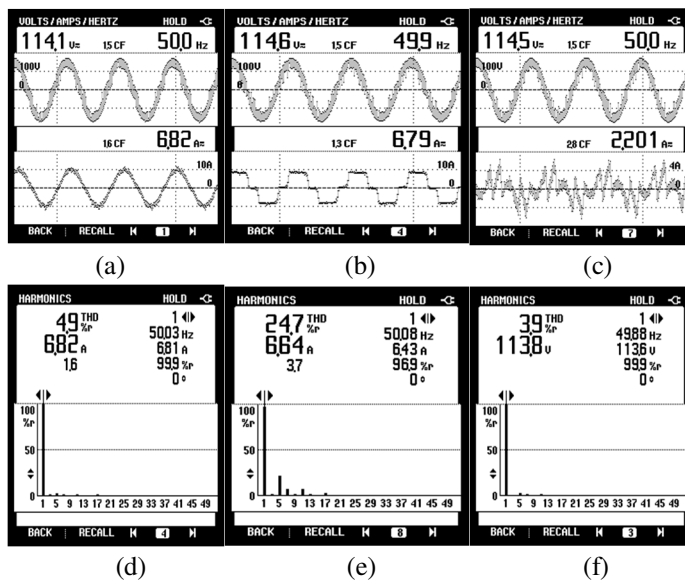 VOLTS/AMPS/HERTZ HOLD
114.1 V≂ 1.5 CF 50.0 Hz
100V
0
1.6 CF 6.82 A≂
10A
0
BACK RECALL 1
(a)
VOLTS/AMPS/HERTZ HOLD
114.6 V≂ 1.5 CF 49.9 Hz
100V
0
1.3 CF 6.79 A≂
10A
0
BACK RECALL 4
(b)
VOLTS/AMPS/HERTZ HOLD
114.5 V≂ 1.5 CF 50.0 Hz
100V
0
2.8 CF 2.201 A≂
4A
0
BACK RECALL 7
(c)
HARMONICS HOLD
4.9 THD %r 1
50.03 Hz
6.82 A 6.81 A
1.6 99.9 %r
0 °
100
%r
50
0
1 5 9 13 17 21 25 29 33 37 41 45 49
BACK RECALL 4
(d)
HARMONICS HOLD
24.7 THD %r 1
50.08 Hz
6.64 A 6.43 A
3.7 96.9 %r
0 °
100
%r
50
0
1 5 9 13 17 21 25 29 33 37 41 45 49
BACK RECALL 8
(e)
HARMONICS HOLD
3.9 THD %r 1
49.88 Hz
113.8 V 113.6 V
99.9 %r
0 °
100
%r
50
0
1 5 9 13 17 21 25 29 33 37 41 45 49
BACK RECALL 3
(f)